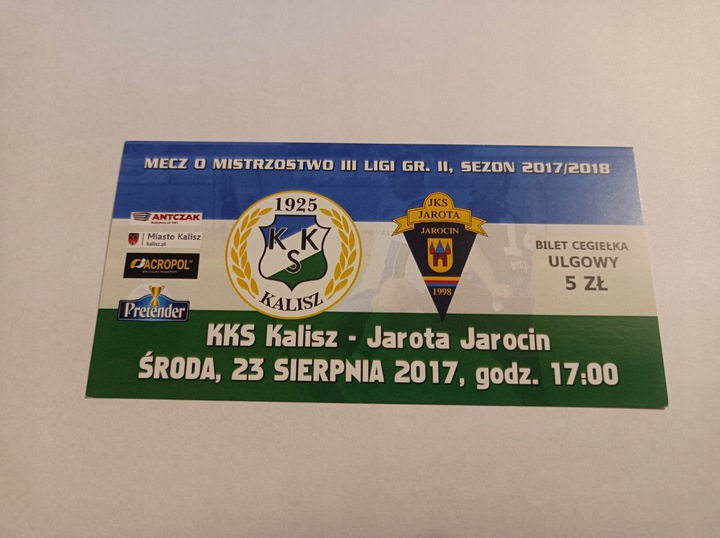 MECZ O MISTRZOSTWO III LIGI GR. II, SEZON 2017/2018
ANTCZAK
Miasto Kalisz
kalisz.pl
ACROPOL
Pretender
1925
KKS
KALISZ
JKS
JAROTA
JAROCIN
1998
BILET CEGIEŁKA
ULGOWY
5 ZŁ
KKS Kalisz - Jarota Jarocin
ŚRODA, 23 SIERPNIA 2017, godz. 17:00